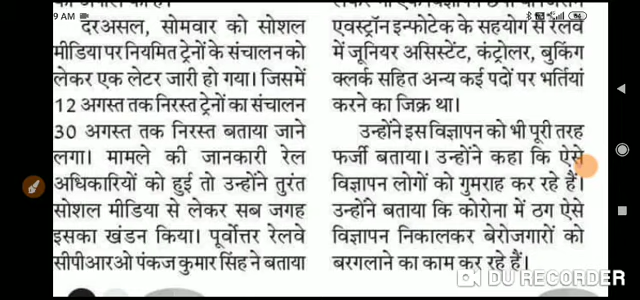 9 AM
दरअसल, सोमवार को सोशल
मीडिया पर नियमित ट्रेनों के संचालन को
लेकर एक लेटर जारी हो गया। जिसमें
12 अगस्त तक निरस्त ट्रेनों का संचालन
30 अगस्त तक निरस्त बताया जाने
लगा। मामले की जानकारी रेल
अधिकारियों को हुई तो उन्होंने तुरंत
सोशल मीडिया से लेकर सब जगह
इसका खंडन किया। पूर्वोत्तर रेलवे
सीपीआरओ पंकज कुमार सिंह ने बताया
एवस्ट्रॉन इन्फोटेक के सहयोग से रेलवे
में जूनियर असिस्टेंट, कंट्रोलर, बुकिंग
क्लर्क सहित अन्य कई पदों पर भर्तियां
करने का जिक्र था।
उन्होंने इस विज्ञापन को भी पूरी तरह
फर्जी बताया। उन्होंने कहा कि ऐसे
विज्ञापन लोगों को गुमराह कर रहे हैं।
उन्होंने बताया कि कोरोना में ठग ऐसे
विज्ञापन निकालकर बेरोजगारों को
बरगलाने का काम कर रहे हैं।
DU RECORDER